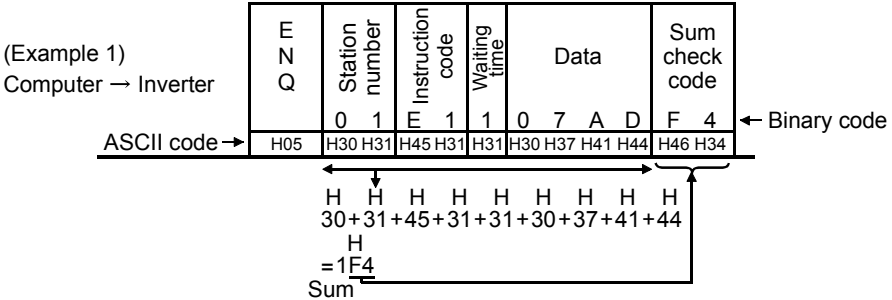 (Example 1)
Computer → Inverter
E
N
Q
Station
number
Instruction
code
Waiting
time
Data
Sum
check
code
0 1 E 1 1 0 7 A D F 4 ← Binary code
ASCII code → H05 H30 H31 H45 H31 H31 H30 H37 H41 H44 H46 H34
H H H H H H H H H
30+31+45+31+31+30+37+41+44
H
=1F4
Sum